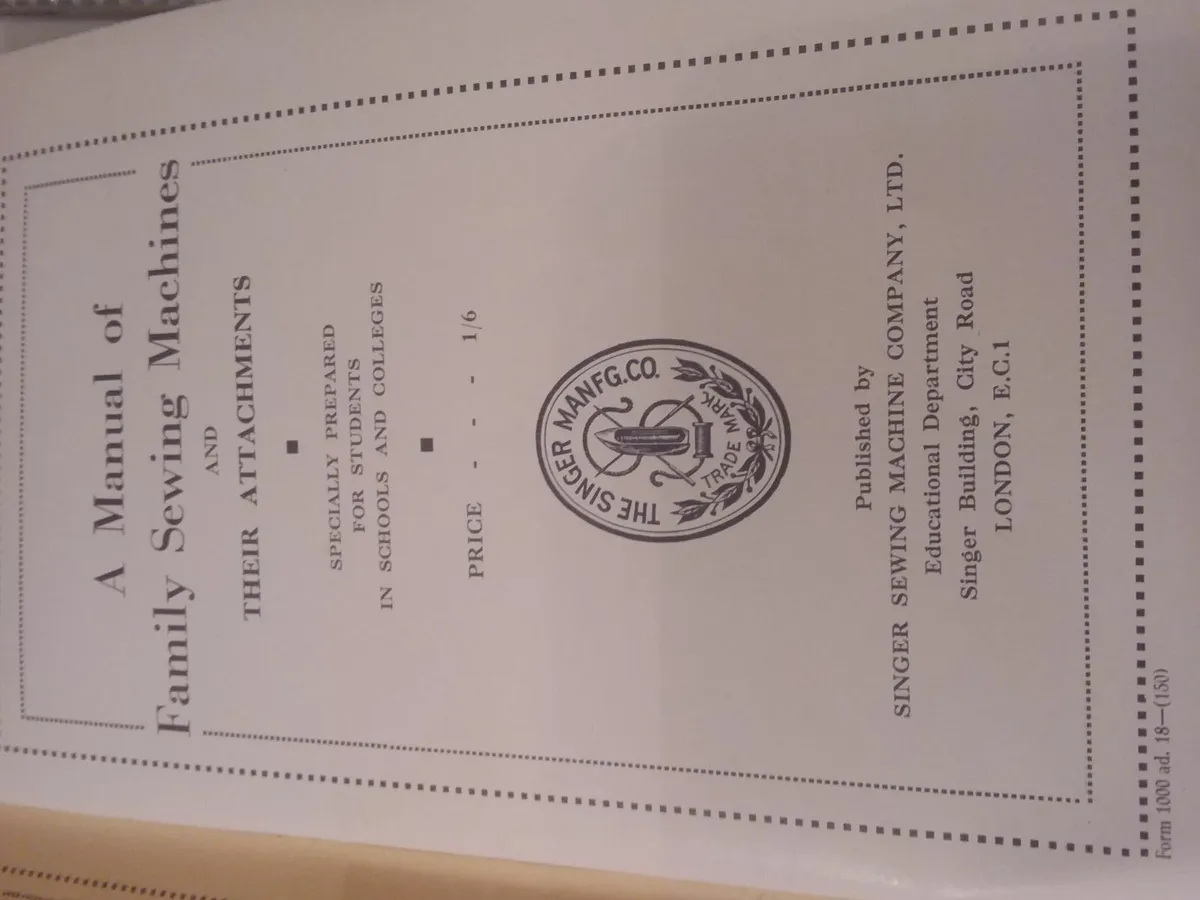 A Manual of
Family Sewing Machines
AND
THEIR ATTACHMENTS
SPECIALLY PREPARED
FOR STUDENTS
IN SCHOOLS AND COLLEGES
PRICE - - - 1/6
THE SINGER MANFG. CO.
TRADE MARK.
Published by
SINGER SEWING MACHINE COMPANY, LTD.
Educational Department
Singer Building, City Road
LONDON, E.C.1
Form 1000 ad. 18—(150)